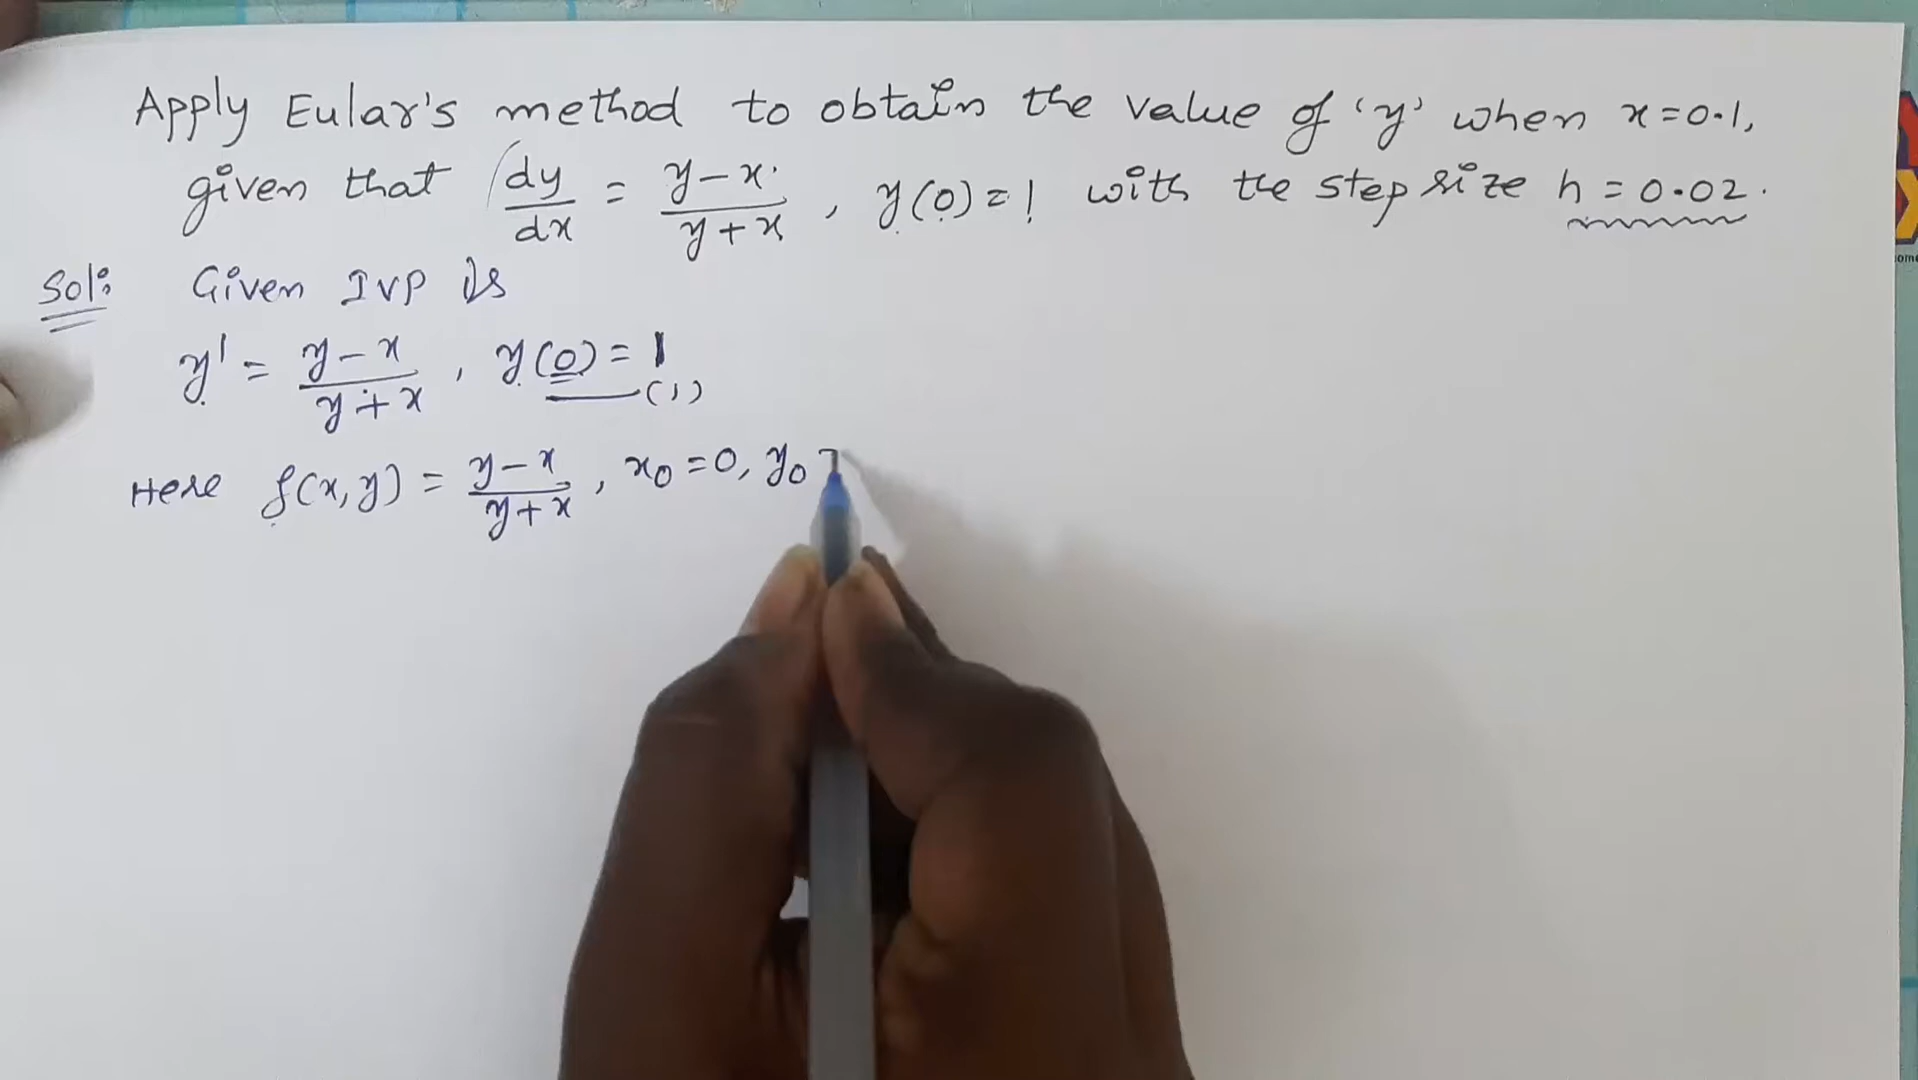 Apply Eular's method to obtain the value of 'y' when x=0.1,
given that dy/dx = y-x/y+x, y(0)=1 with the step size h=0.02.
Sol: Given IVP is
y' = y-x/y+x, y(0)=1
(1)
Here f(x,y) = y-x/y+x, x0=0, y0
ome